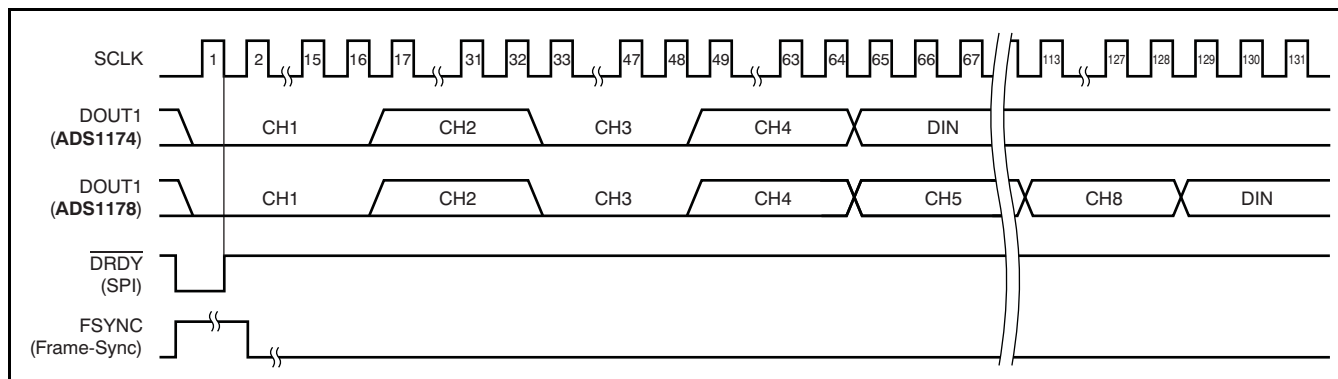 SCLK 1 2 15 16 17 31 32 33 47 48 49 63 64 65 66 67 113 127 128 129 130 131
DOUT1
(ADS1174)
CH1 CH2 CH3 CH4 DIN
DOUT1
(ADS1178)
CH1 CH2 CH3 CH4 CH5 CH8 DIN
DRDY
(SPI)
FSYNC
(Frame-Sync)